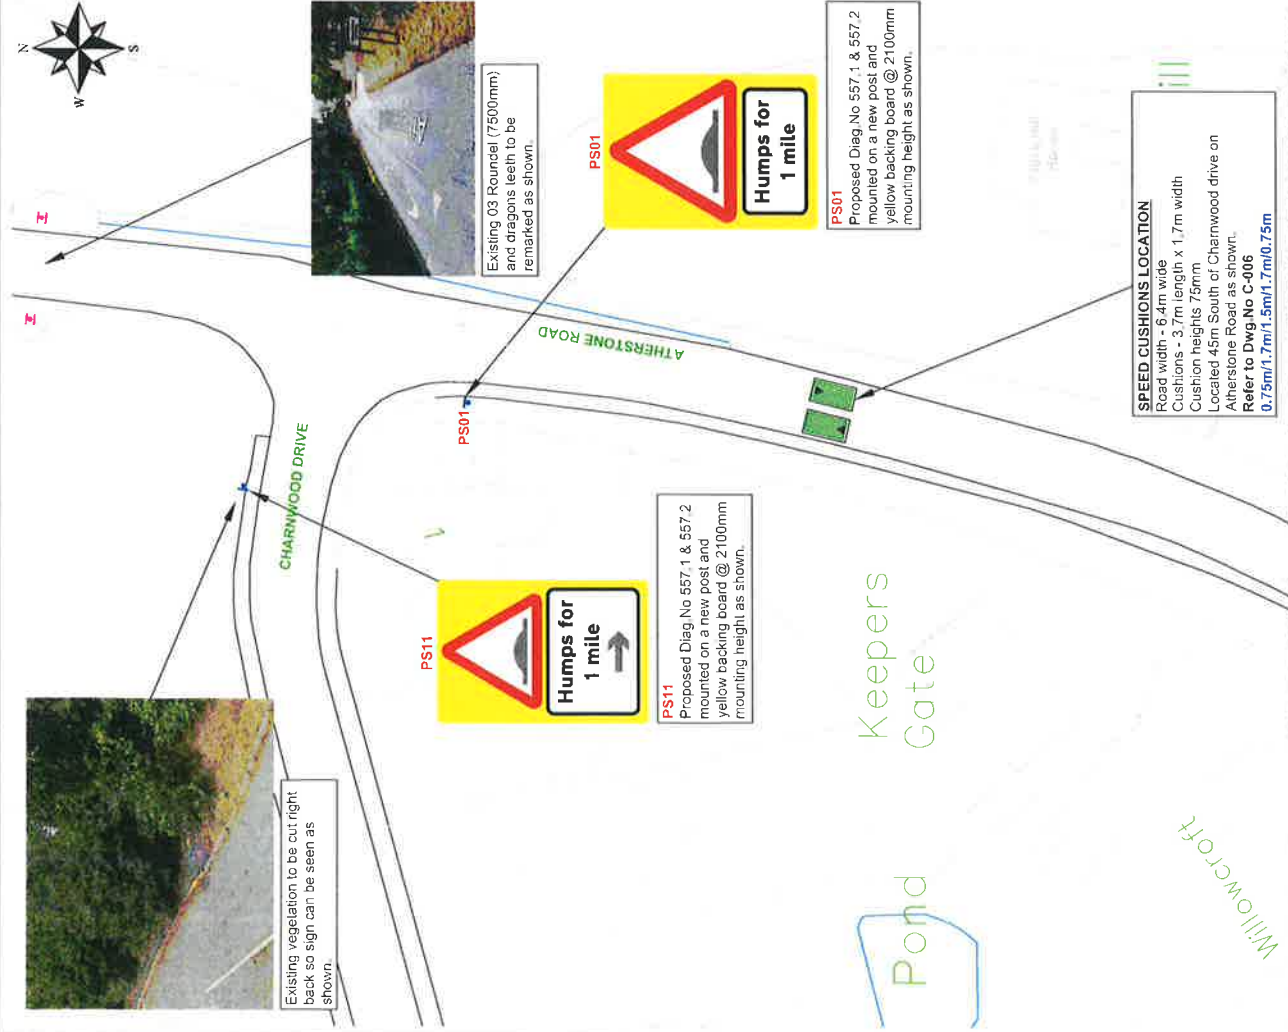 N
S
W
Existing 03 Roundel (7500mm)
and dragons teeth to be
remarked as shown.
PS01
Humps for
1 mile
PS01
Proposed Diag.No 557.1 & 557.2
mounted on a new post and
yellow backing board @ 2100mm
mounting height as shown.
ATHERSTONE ROAD
PS01
CHARNWOOD DRIVE
PS11
Humps for
1 mile
PS11
Proposed Diag.No 557.1 & 557.2
mounted on a new post and
yellow backing board @ 2100mm
mounting height as shown.
Existing vegetation to be cut right
back so sign can be seen as
shown.
SPEED CUSHIONS LOCATION
Road width - 6.4m wide
Cushions - 3.7m length x 1.7m width
Cushion heights 75mm
Located 45m South of Charnwood drive on
Atherstone Road as shown.
Refer to Dwg.No C-006
0.75m/1.7m/1.5m/1.7m/0.75m
ill
Keepers
Gate
Pond
Willowcroft